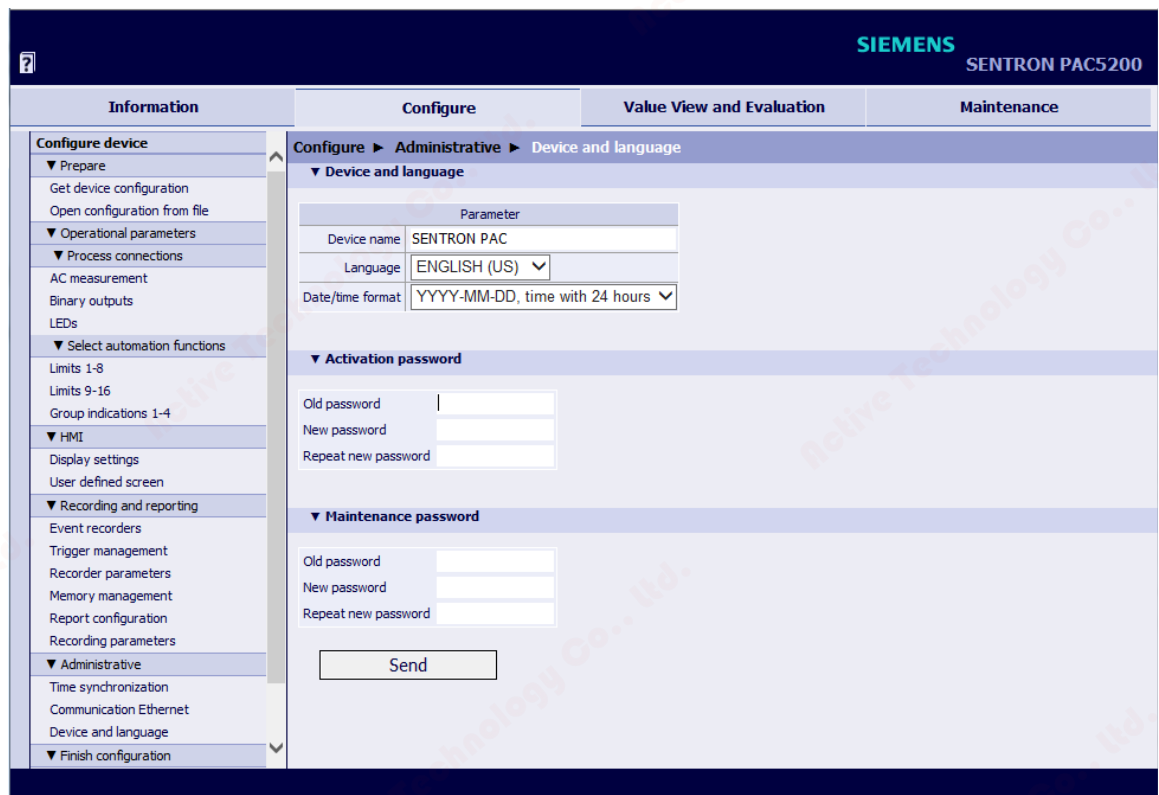 ?
SIEMENS
SENTRON PAC5200
Information
Configure
Value View and Evaluation
Maintenance
Configure device
▼ Prepare
Get device configuration
Open configuration from file
▼ Operational parameters
▼ Process connections
AC measurement
Binary outputs
LEDs
▼ Select automation functions
Limits 1-8
Limits 9-16
Group indications 1-4
▼ HMI
Display settings
User defined screen
▼ Recording and reporting
Event recorders
Trigger management
Recorder parameters
Memory management
Report configuration
Recording parameters
▼ Administrative
Time synchronization
Communication Ethernet
Device and language
▼ Finish configuration
Configure ► Administrative ► Device and language
▼ Device and language
Parameter
Device name SENTRON PAC
Language ENGLISH (US)
Date/time format YYYY-MM-DD, time with 24 hours
▼ Activation password
Old password
New password
Repeat new password
▼ Maintenance password
Old password
New password
Repeat new password
Send